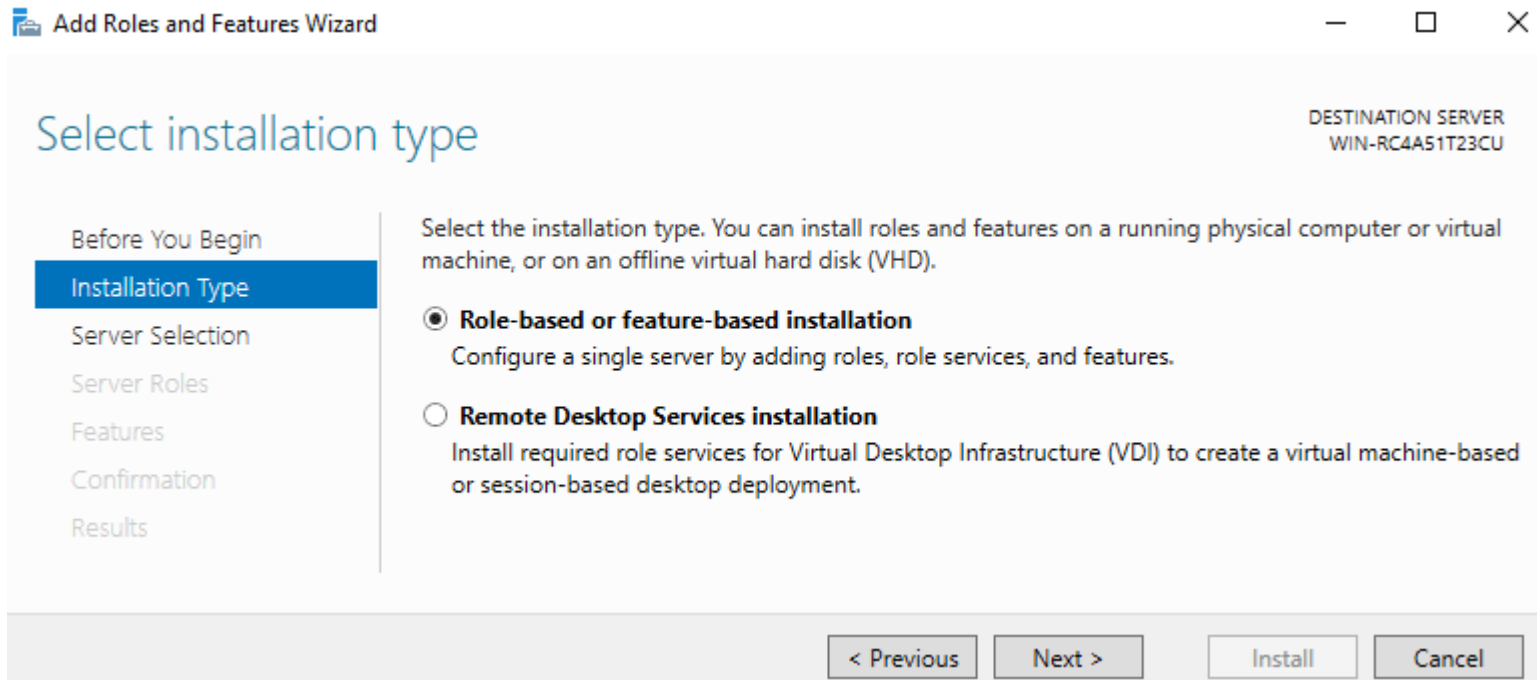 Add Roles and Features Wizard
Select installation type
DESTINATION SERVER
WIN-RC4A51T23CU
Before You Begin
Installation Type
Server Selection
Server Roles
Features
Confirmation
Results
Select the installation type. You can install roles and features on a running physical computer or virtual
machine, or on an offline virtual hard disk (VHD).
Role-based or feature-based installation
Configure a single server by adding roles, role services, and features.
Remote Desktop Services installation
Install required role services for Virtual Desktop Infrastructure (VDI) to create a virtual machine-based
or session-based desktop deployment.
< Previous
Next >
Install
Cancel